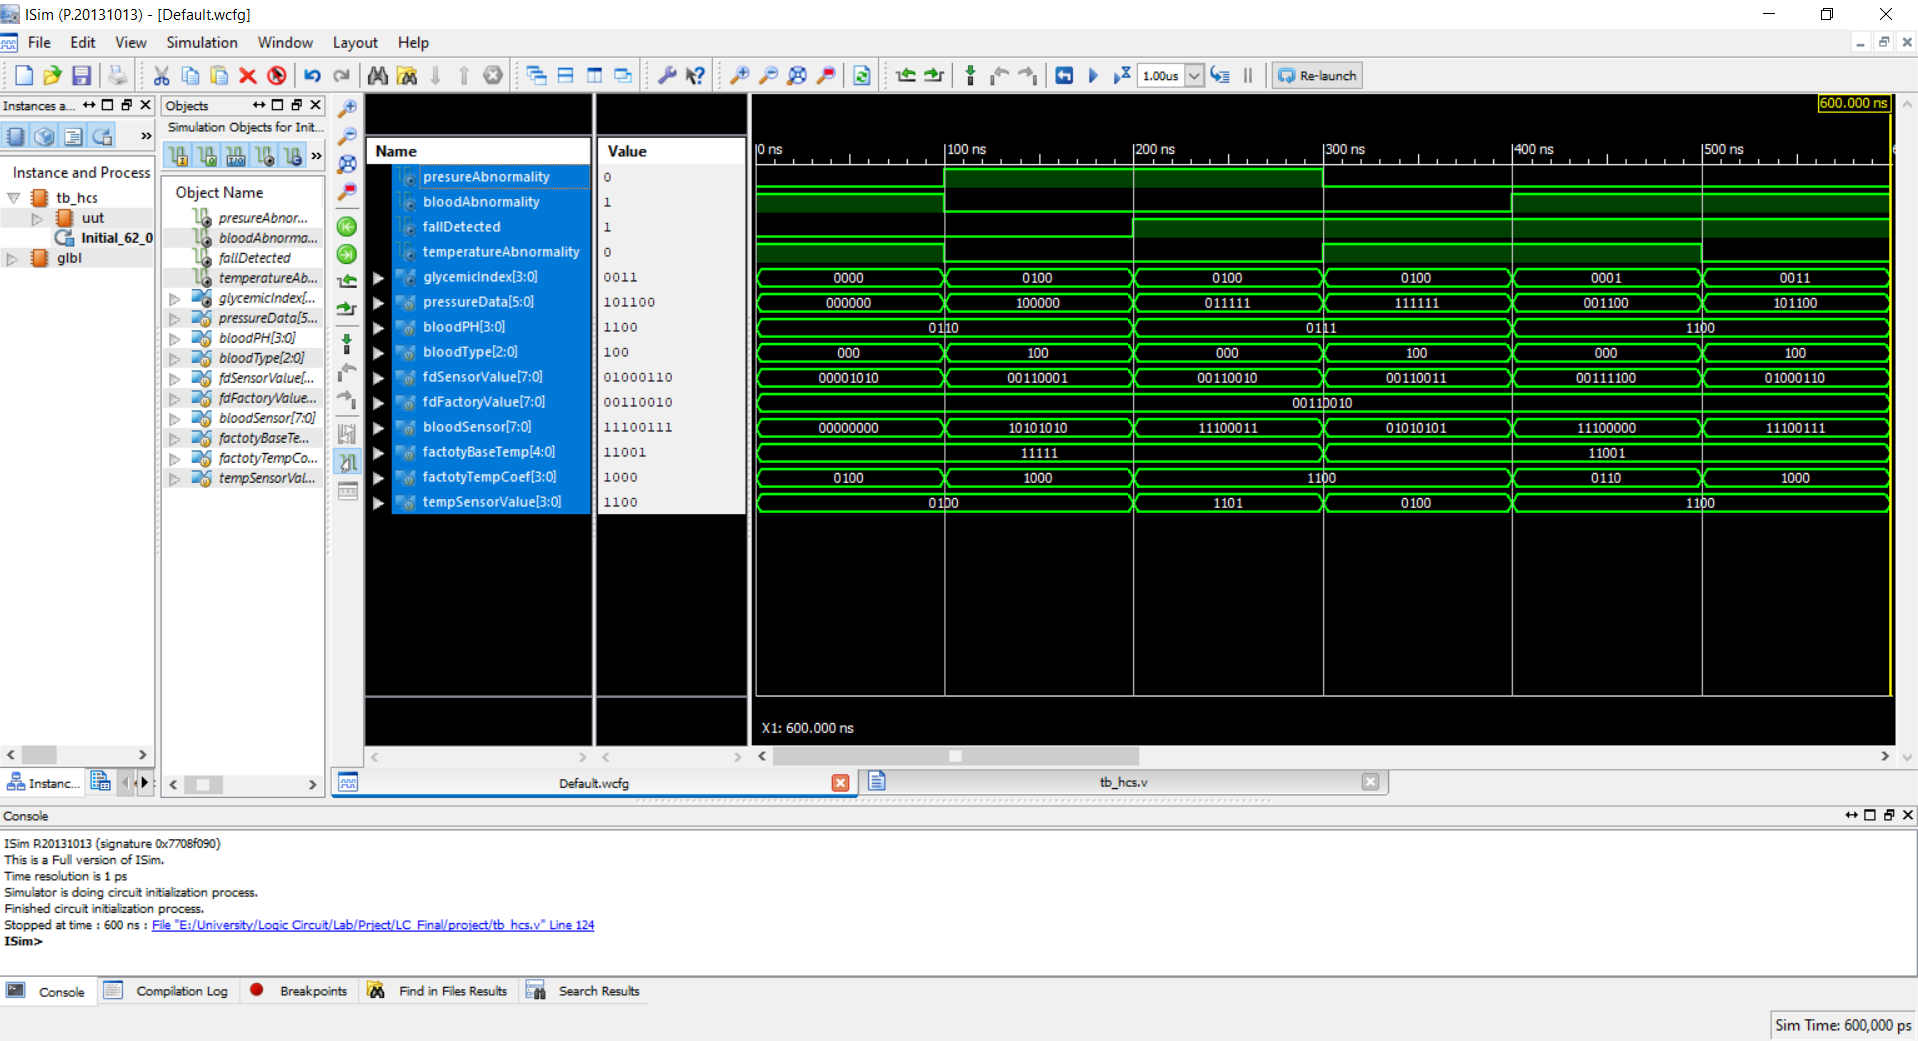 ISim (P.20131013) - [Default.wcfg]
File Edit View Simulation Window Layout Help
1.00us Re-launch
Instances a...
Instance and Process
tb_hcs
uut
Initial_62_0
glbl
Instanc...
Objects
Simulation Objects for Init...
Object Name
presureAbnor...
bloodAbnorma...
fallDetected
temperatureAb...
glycemicIndex[...
pressureData[5...
bloodPH[3:0]
bloodType[2:0]
fdSensorValue[...
fdFactoryValue...
bloodSensor[7:0]
factotyBaseTe...
factotyTempCo...
tempSensorVal...
Name Value
600.000 ns
0 ns 100 ns 200 ns 300 ns 400 ns 500 ns 6
presureAbnormality 0
bloodAbnormality 1
fallDetected 1
temperatureAbnormality 0
glycemicIndex[3:0] 0011 0000 0100 0100 0100 0001 0011
pressureData[5:0] 101100 000000 100000 011111 111111 001100 101100
bloodPH[3:0] 1100 0110 0111 1100
bloodType[2:0] 100 000 100 000 100 000 100
fdSensorValue[7:0] 01000110 00001010 00110001 00110010 00110011 00111100 01000110
fdFactoryValue[7:0] 00110010 00110010
bloodSensor[7:0] 11100111 00000000 10101010 11100011 01010101 11100000 11100111
factotyBaseTemp[4:0] 11001 11111 11001
factotyTempCoef[3:0] 1000 0100 1000 1100 0110 1000
tempSensorValue[3:0] 1100 0100 1101 0100 1100
X1: 600.000 ns
Default.wcfg tb_hcs.v
Console
ISim P.20131013 (signature 0x7708f090)
This is a Full version of ISim.
Time resolution is 1 ps
Simulator is doing circuit initialization process.
Finished circuit initialization process.
Stopped at time : 600 ns : File "E:/University/Logic Circuit/Lab/Prject/LC_Final/project/tb_hcs.v" Line 124
ISim>
Console Compilation Log Breakpoints Find in Files Results Search Results
Sim Time: 600,000 ps